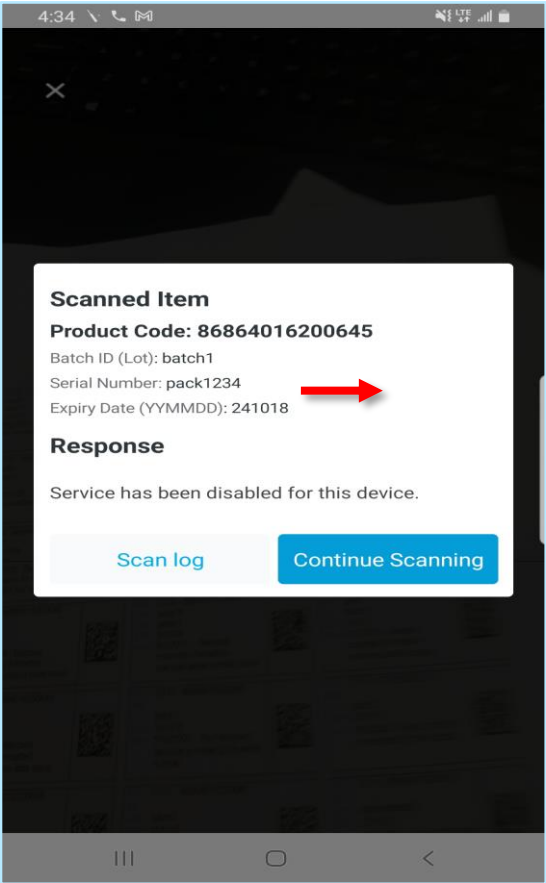 4:34
LTE
Scanned Item
Product Code: 86864016200645
Batch ID (Lot): batch1
Serial Number: pack1234
Expiry Date (YYMMDD): 241018
Response
Service has been disabled for this device.
Scan log
Continue Scanning